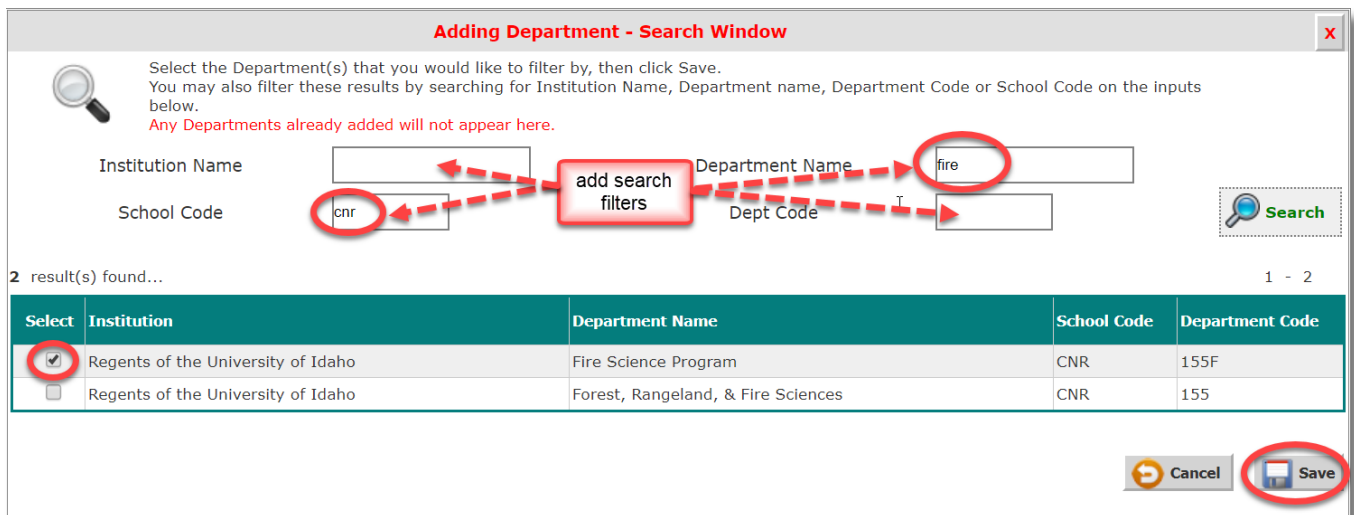 Adding Department - Search Window
X
Select the Department(s) that you would like to filter by, then click Save.
You may also filter these results by searching for Institution Name, Department name, Department Code or School Code on the inputs
below.
Any Departments already added will not appear here.
Institution Name
Department Name
fire
add search
filters
School Code
cnr
Dept Code
Search
2 result(s) found...
1 - 2
Select Institution Department Name School Code Department Code
Regents of the University of Idaho Fire Science Program CNR 155F
Regents of the University of Idaho Forest, Rangeland, & Fire Sciences CNR 155
Cancel Save